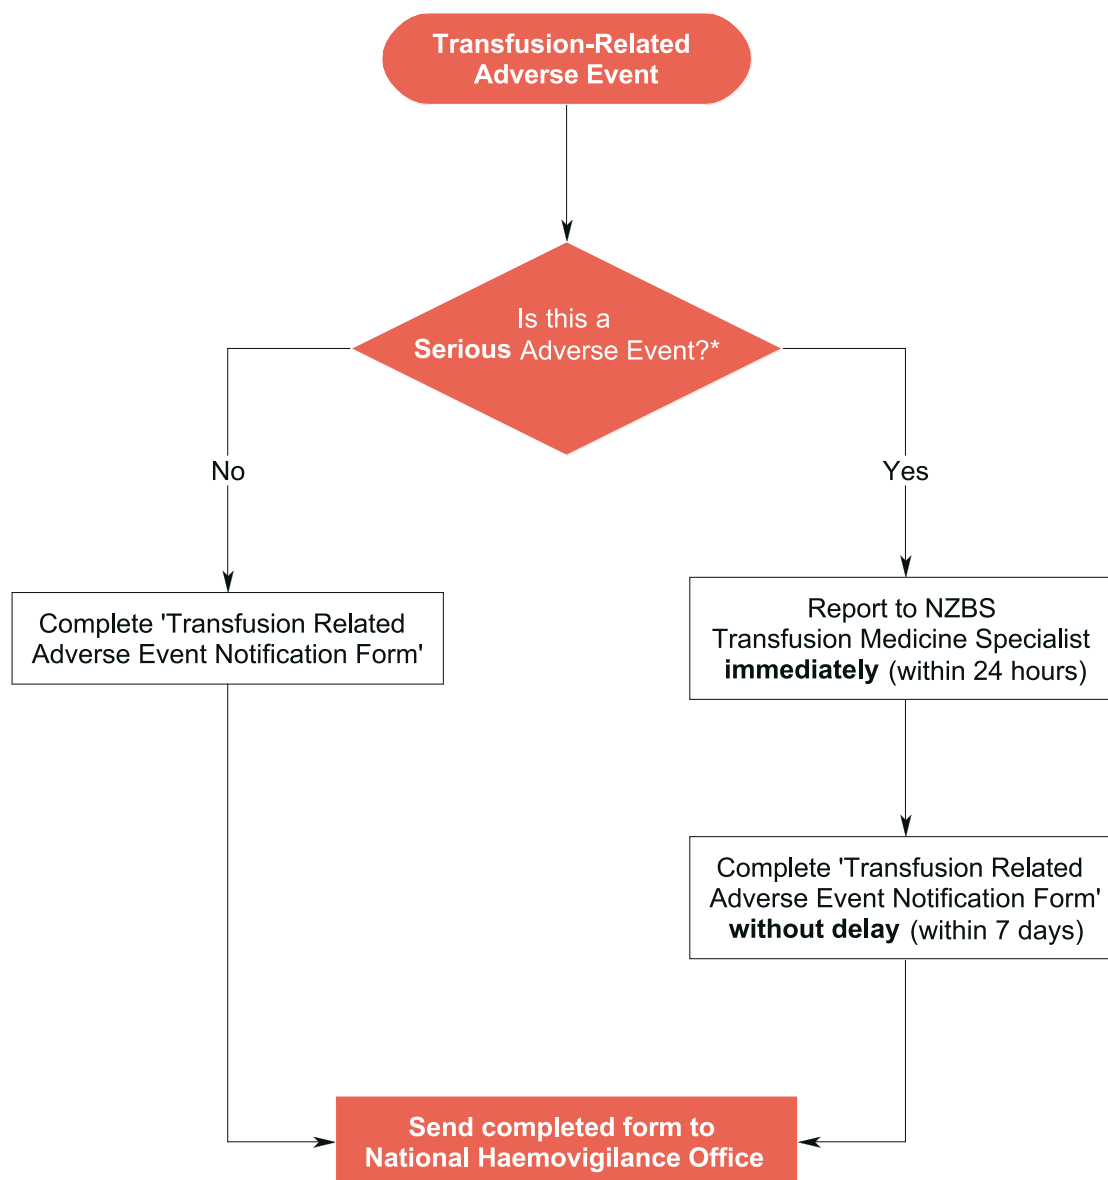 Transfusion-Related
Adverse Event
Is this a
Serious Adverse Event?*
No
Yes
Complete 'Transfusion Related
Adverse Event Notification Form'
Report to NZBS
Transfusion Medicine Specialist
immediately (within 24 hours)
Complete 'Transfusion Related
Adverse Event Notification Form'
without delay (within 7 days)
Send completed form to
National Haemovigilance Office